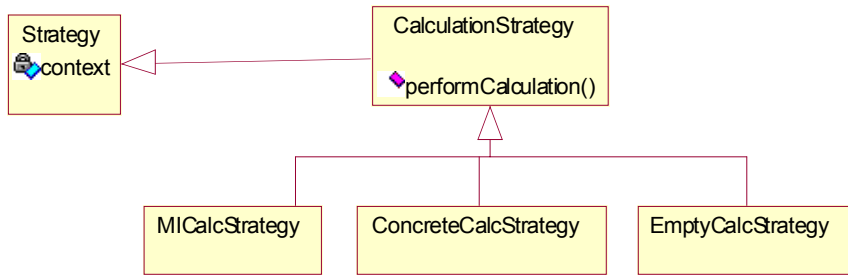 Strategy
context
CalculationStrategy
performCalculation()
MICalcStrategy
ConcreteCalcStrategy
EmptyCalcStrategy